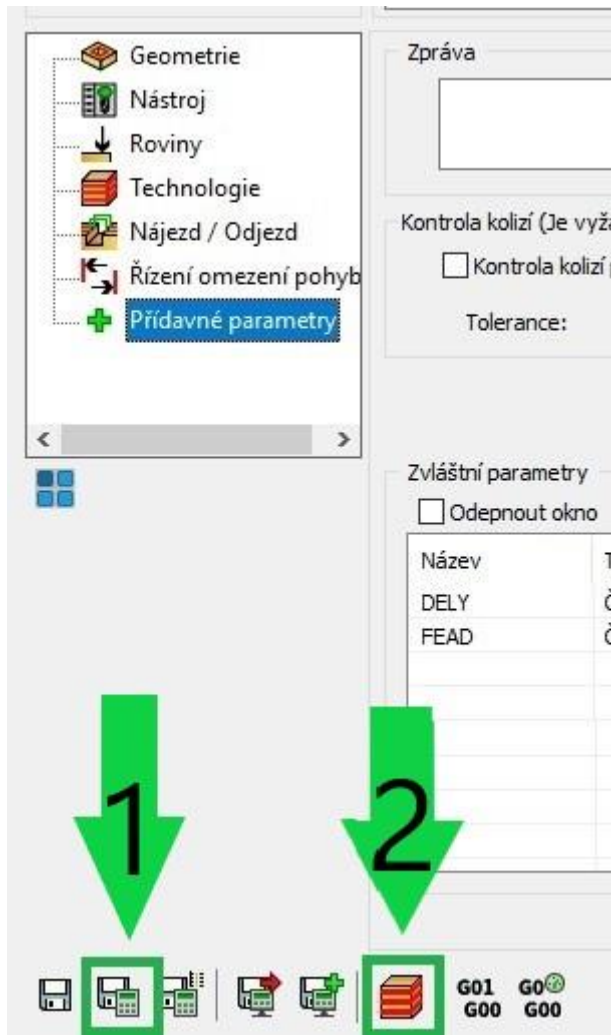 Geometrie
Nástroj
Roviny
Technologie
Nájezd / Odjezd
Řízení omezení pohyb
Přídavné parametry
Zpráva
Kontrola kolizí (Je vyža
Kontrola kolizí
Tolerance:
Zvláštní parametry
Odepnout okno
Název
DELY
FEAD
1
2
G01 G0
G00 G00